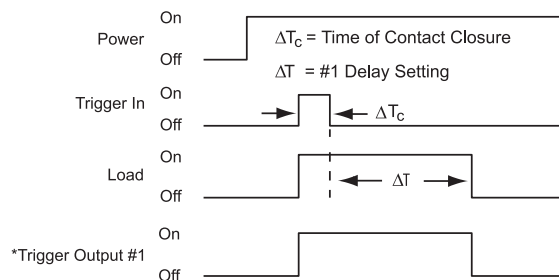 On
Power
Off
ΔTc = Time of Contact Closure
ΔT = #1 Delay Setting
On
Trigger In
Off
ΔTc
On
Load
Off
ΔT
On
*Trigger Output #1
Off